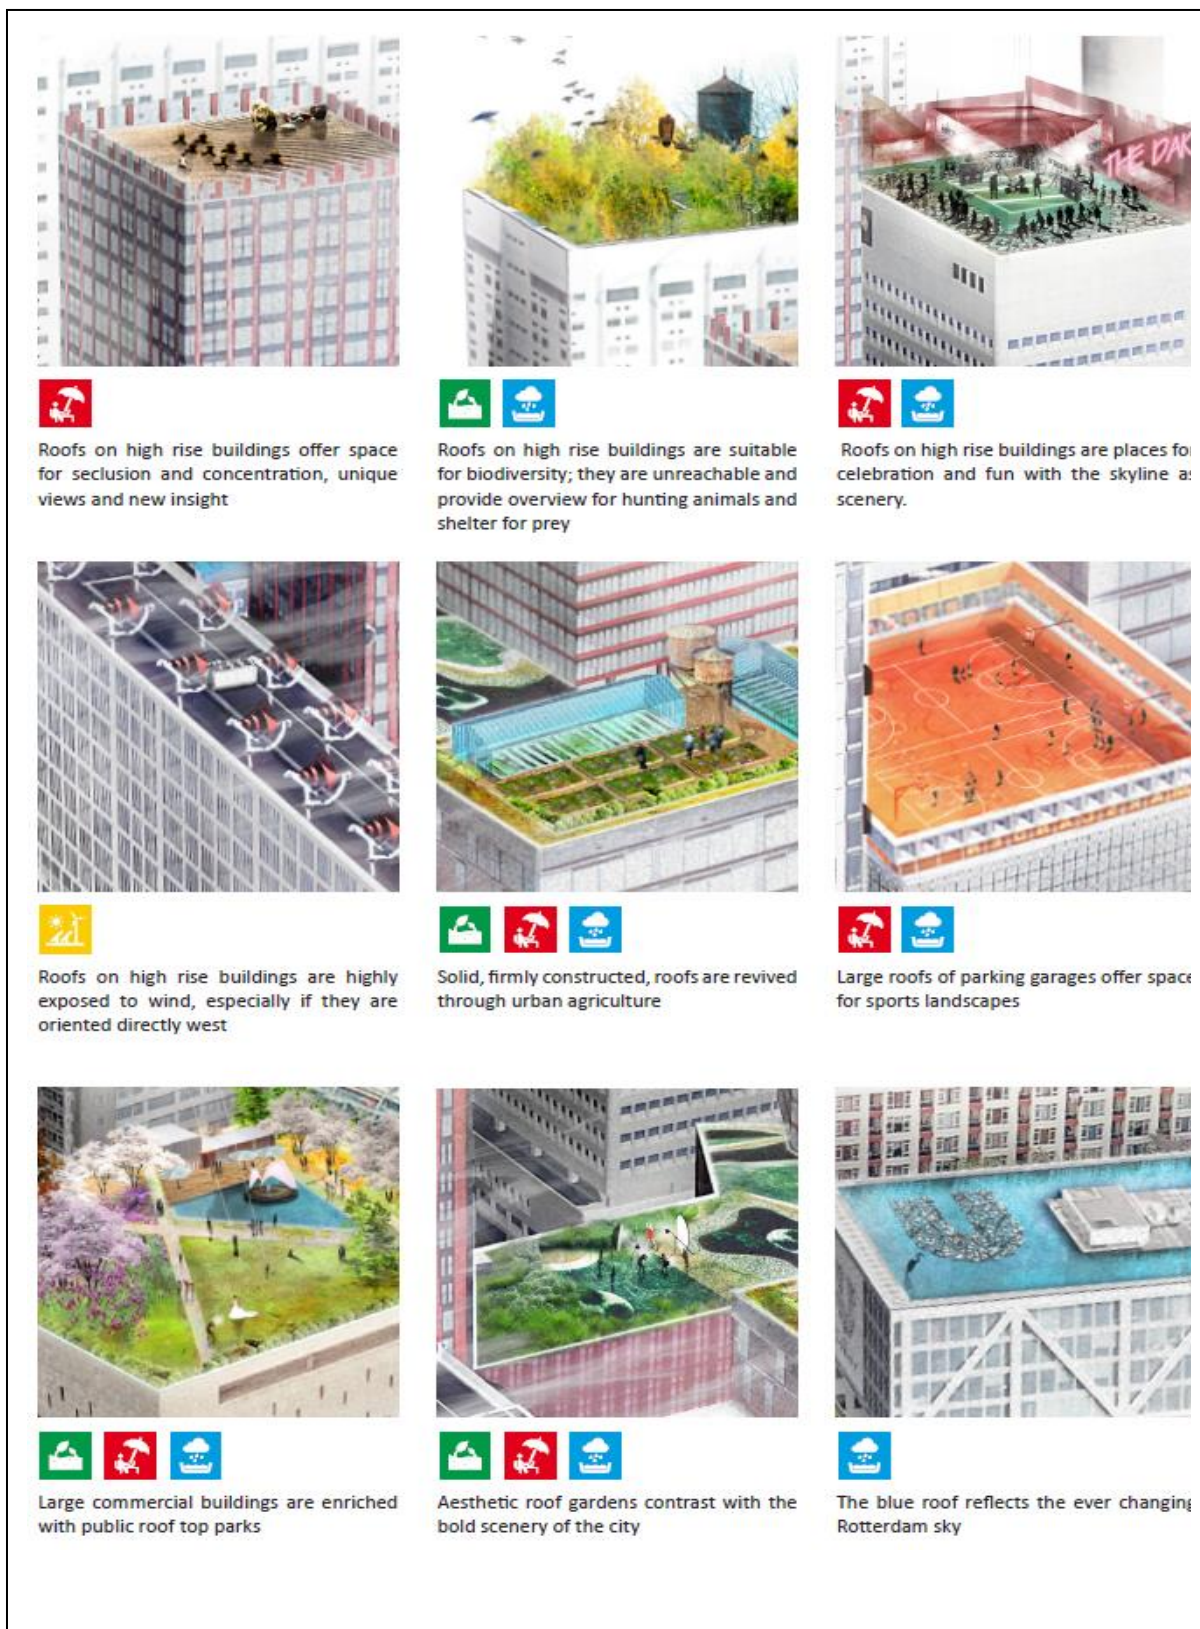 THE DAK
Roofs on high rise buildings offer space
for seclusion and concentration, unique
views and new insight
Roofs on high rise buildings are suitable
for biodiversity; they are unreachable and
provide overview for hunting animals and
shelter for prey
Roofs on high rise buildings are places for
celebration and fun with the skyline as
scenery.
Roofs on high rise buildings are highly
exposed to wind, especially if they are
oriented directly west
Solid, firmly constructed, roofs are revived
through urban agriculture
Large roofs of parking garages offer space
for sports landscapes
U
Large commercial buildings are enriched
with public roof top parks
Aesthetic roof gardens contrast with the
bold scenery of the city
The blue roof reflects the ever changing
Rotterdam sky